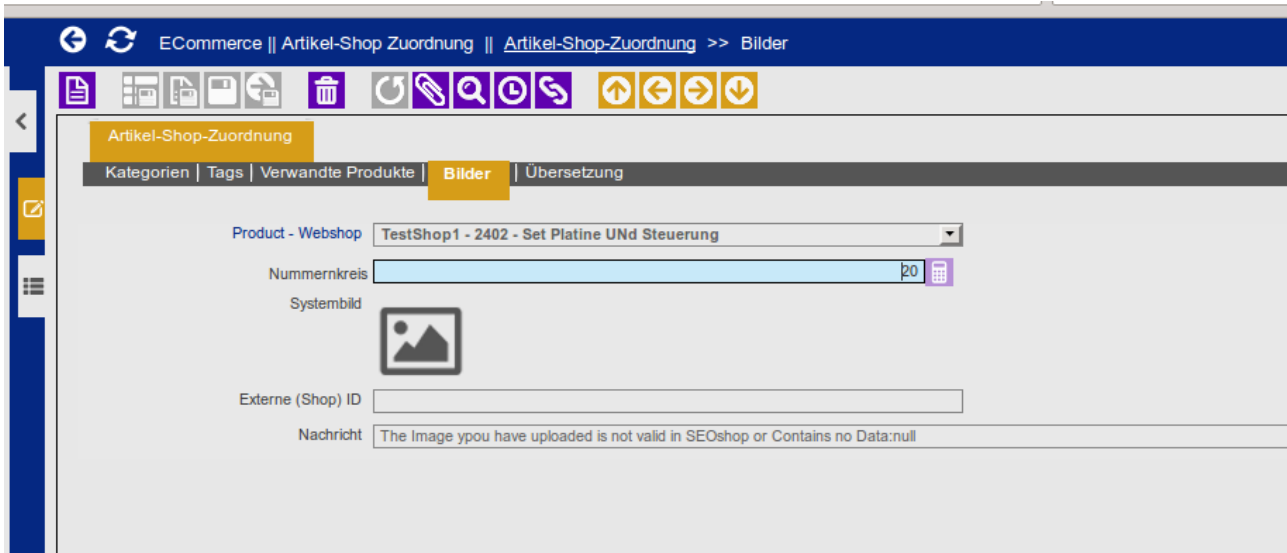 ECommerce || Artikel-Shop Zuordnung || Artikel-Shop-Zuordnung >> Bilder
Artikel-Shop-Zuordnung
Kategorien | Tags | Verwandte Produkte | Bilder | Übersetzung
Product - Webshop TestShop1 - 2402 - Set Platine UNd Steuerung
Nummernkreis 20
Systembild
Externe (Shop) ID
Nachricht The Image ypou have uploaded is not valid in SEOshop or Contains no Data:null